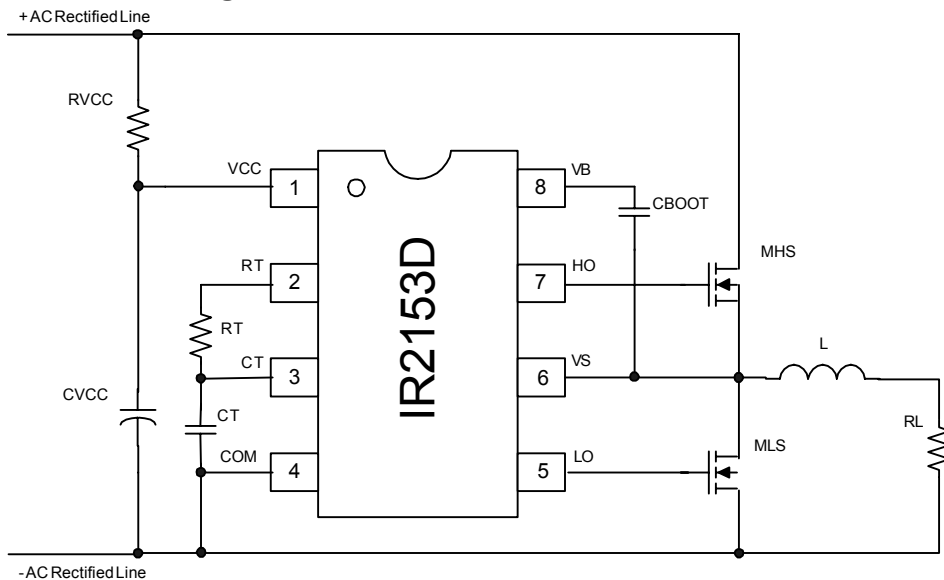 + AC Rectified Line
RVCC
VCC
1
8
VB
CBOOT
MHS
RT
2
7
HO
RT
IR2153D
L
CT
3
6
VS
CVCC
CT
RL
COM
4
5
LO
MLS
- AC Rectified Line